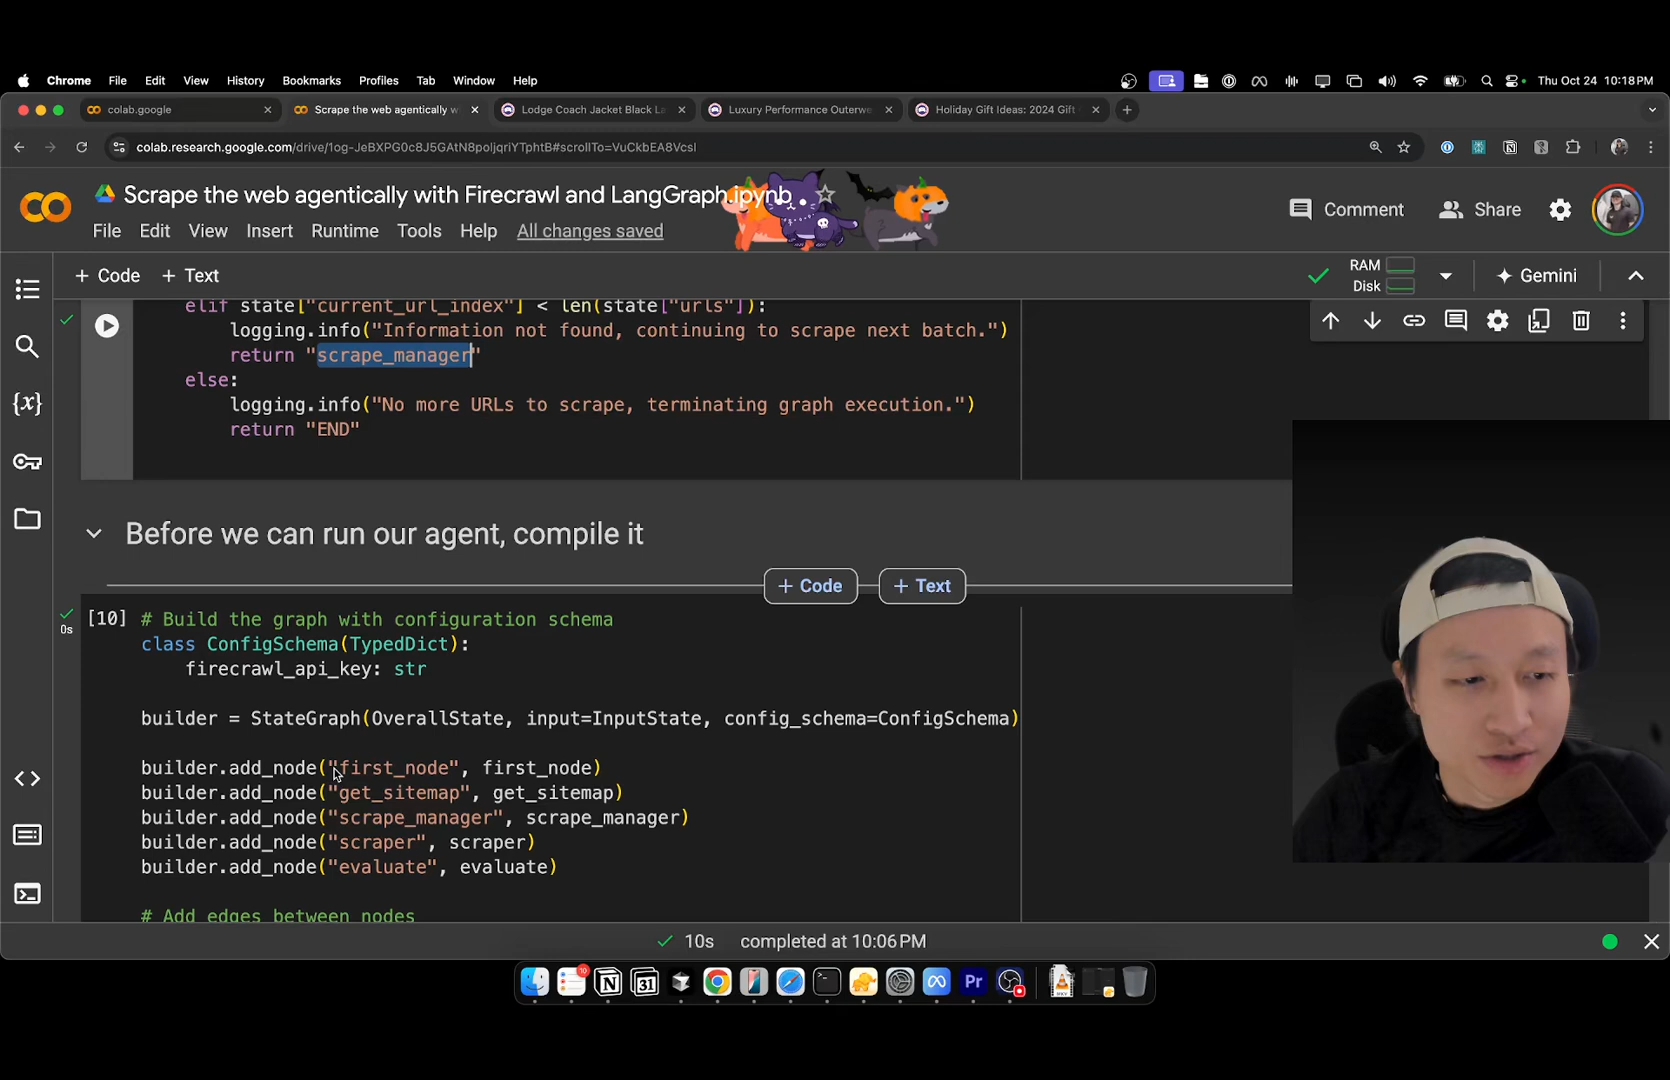 Chrome File Edit View History Bookmarks Profiles Tab Window Help Thu Oct 24 10:18 PM
colab.google Scrape the web agentically w Lodge Coach Jacket Black La Luxury Performance Outerwe Holiday Gift Ideas: 2024 Gift
colab.research.google.com/drive/1og-JeBXPG0c8J5GAtN8poljqriYTphtB#scrollTo=VuCkbEA8Vcsl
Scrape the web agentically with Firecrawl and LangGraph.ipynb
File Edit View Insert Runtime Tools Help All changes saved
Comment Share
+ Code + Text
RAM
Disk
Gemini
elif state["current_url_index"] < len(state["urls"]):
logging.info("Information not found, continuing to scrape next batch.")
return "scrape_manager"
else:
logging.info("No more URLs to scrape, terminating graph execution.")
return "END"
Before we can run our agent, compile it
+ Code + Text
[10] # Build the graph with configuration schema
0s
class ConfigSchema(TypedDict):
firecrawl_api_key: str
builder = StateGraph(OverallState, input=InputState, config_schema=ConfigSchema)
builder.add_node("first_node", first_node)
builder.add_node("get_sitemap", get_sitemap)
builder.add_node("scrape_manager", scrape_manager)
builder.add_node("scraper", scraper)
builder.add_node("evaluate", evaluate)
# Add edges between nodes
10s completed at 10:06 PM
10
31
Pr